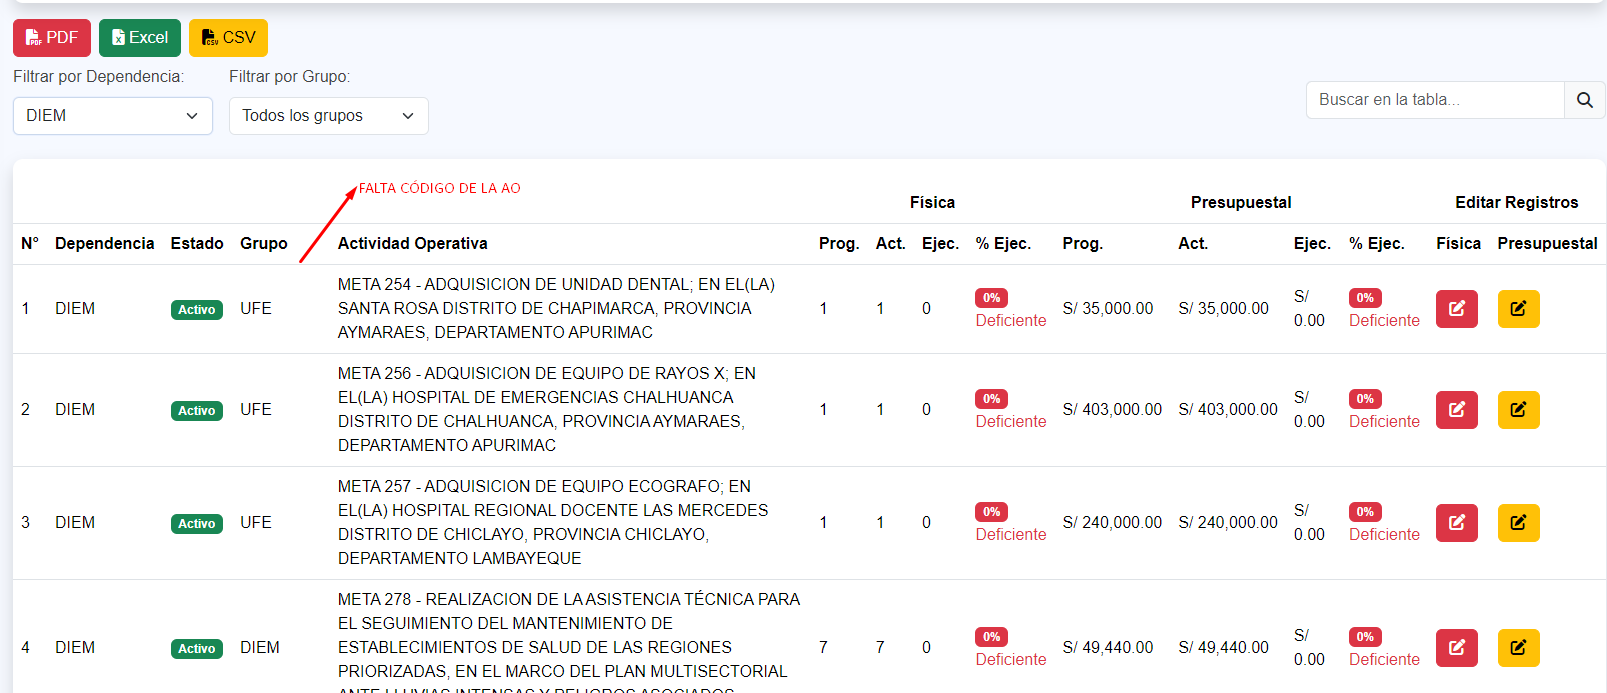 PDF Excel CSV
Filtrar por Dependencia: Filtrar por Grupo:
DIEM Todos los grupos Buscar en la tabla...
FALTA CÓDIGO DE LA AO
Física Presupuestal Editar Registros
N° Dependencia Estado Grupo Actividad Operativa Prog. Act. Ejec. % Ejec. Prog. Act. Ejec. % Ejec. Física Presupuestal
META 254 - ADQUISICION DE UNIDAD DENTAL; EN EL(LA)
1 DIEM Activo UFE SANTA ROSA DISTRITO DE CHAPIMARCA, PROVINCIA 1 1 0 0% Deficiente S/ 35,000.00 S/ 35,000.00 S/ 0.00 0% Deficiente
AYMARAES, DEPARTAMENTO APURIMAC
META 256 - ADQUISICION DE EQUIPO DE RAYOS X; EN
EL(LA) HOSPITAL DE EMERGENCIAS CHALHUANCA
2 DIEM Activo UFE DISTRITO DE CHALHUANCA, PROVINCIA AYMARAES, 1 1 0 0% Deficiente S/ 403,000.00 S/ 403,000.00 S/ 0.00 0% Deficiente
DEPARTAMENTO APURIMAC
META 257 - ADQUISICION DE EQUIPO ECOGRAFO; EN
EL(LA) HOSPITAL REGIONAL DOCENTE LAS MERCEDES
3 DIEM Activo UFE DISTRITO DE CHICLAYO, PROVINCIA CHICLAYO, 1 1 0 0% Deficiente S/ 240,000.00 S/ 240,000.00 S/ 0.00 0% Deficiente
DEPARTAMENTO LAMBAYEQUE
META 278 - REALIZACION DE LA ASISTENCIA TÉCNICA PARA
EL SEGUIMIENTO DEL MANTENIMIENTO DE
4 DIEM Activo DIEM ESTABLECIMIENTOS DE SALUD DE LAS REGIONES 7 7 0 0% Deficiente S/ 49,440.00 S/ 49,440.00 S/ 0.00 0% Deficiente
PRIORIZADAS, EN EL MARCO DEL PLAN MULTISECTORIAL
ANTE LLUVIAS INTENSAS Y PELIGROS ASOCIADOS